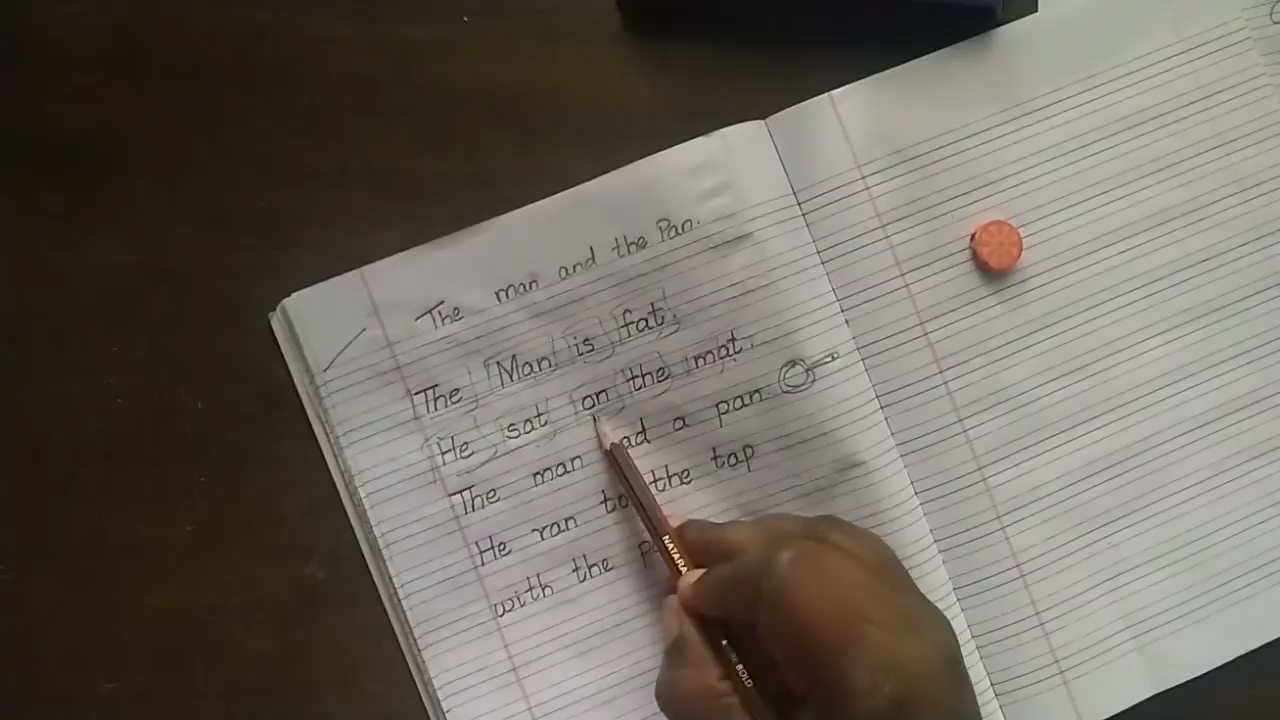 The man and the Pan.
The Man is fat.
He sat on the mat.
The man ad a pan.
He ran to the tap
with the
NATARA
BOLD